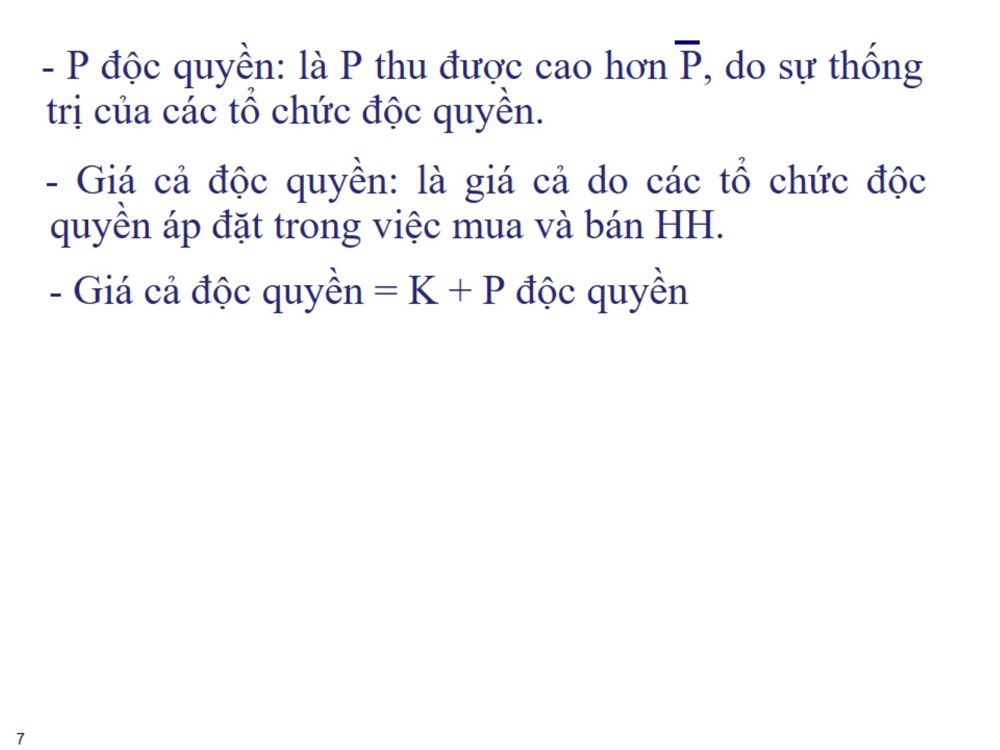 - P độc quyền: là P thu được cao hơn P̅, do sự thống
trị của các tổ chức độc quyền.
- Giá cả độc quyền: là giá cả do các tổ chức độc
quyền áp đặt trong việc mua và bán HH.
- Giá cả độc quyền = K + P độc quyền
7